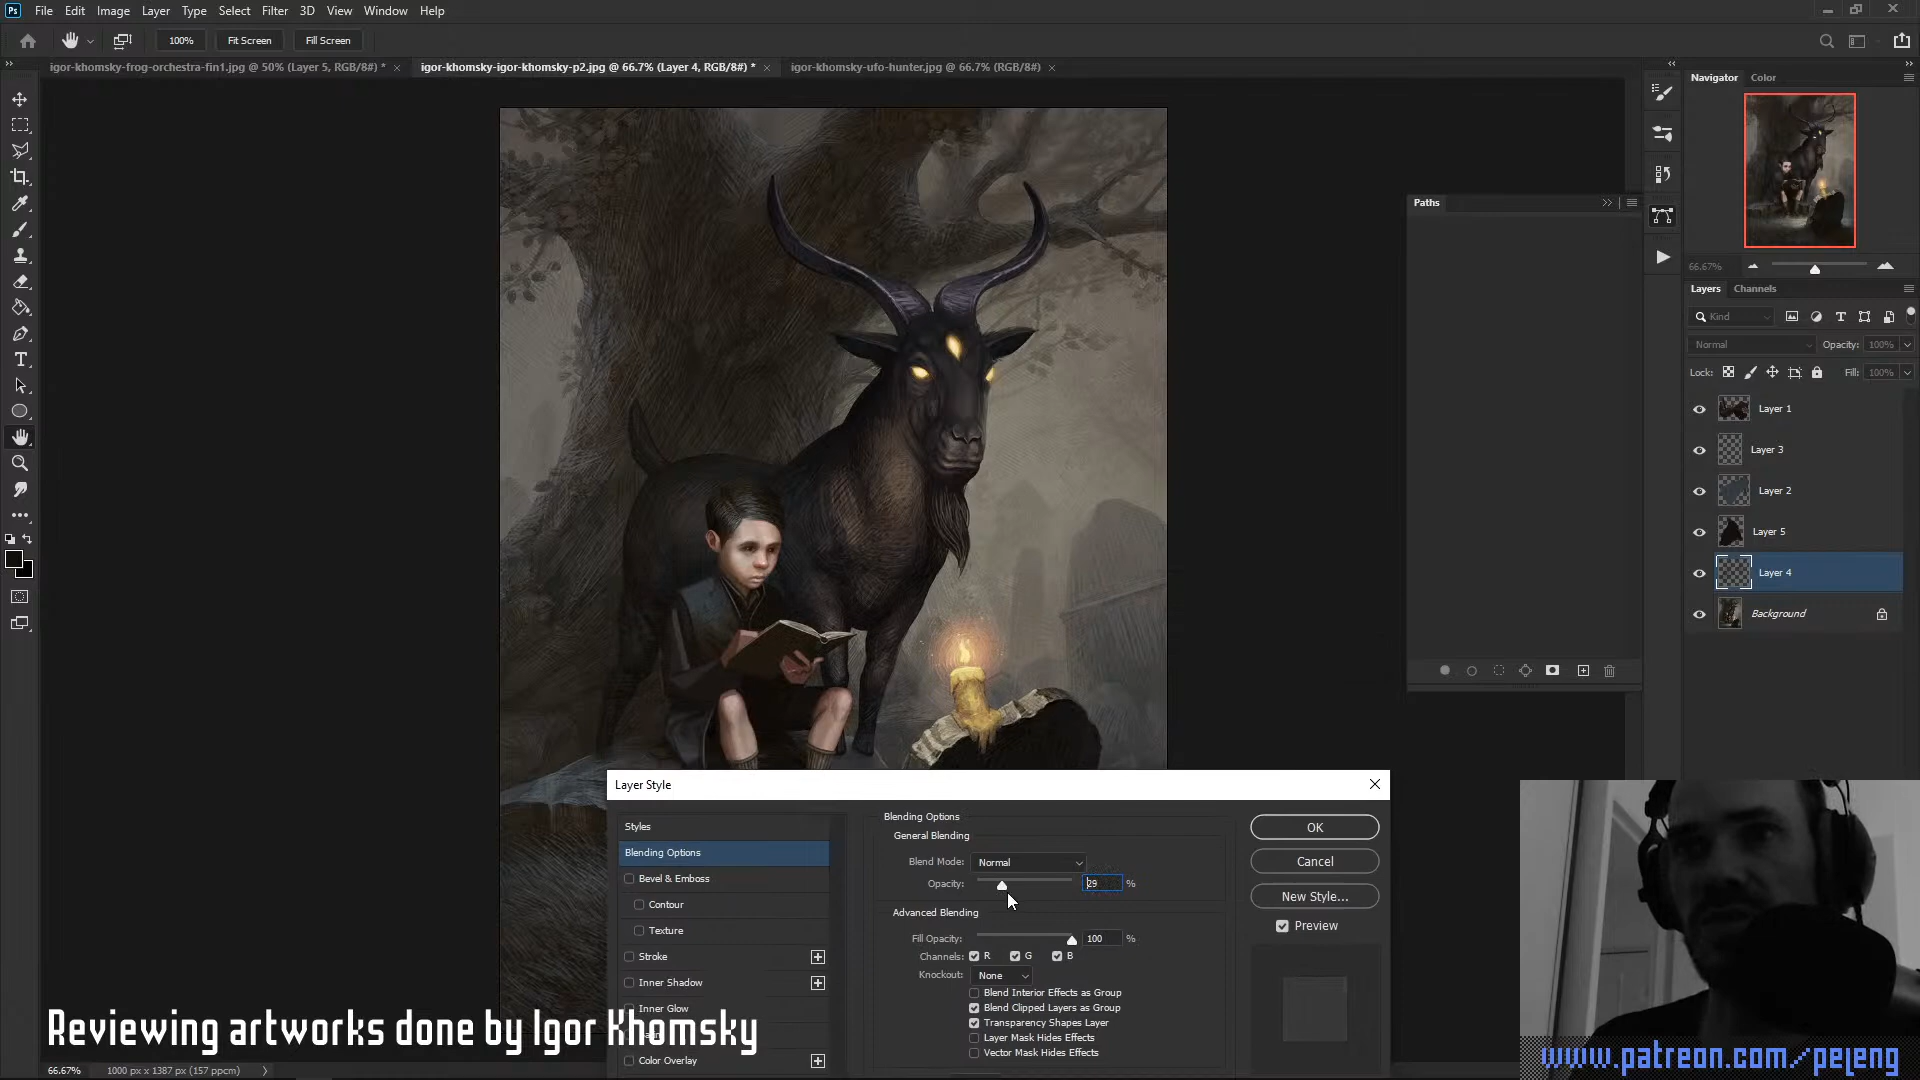 Ps File Edit Image Layer Type Select Filter 3D View Window Help
100% Fit Screen Fill Screen
igor-khomsky-frog-orchestra-fin1.jpg @ 50% (Layer 5, RGB/8#) *
igor-khomsky-igor-khomsky-p2.jpg @ 66.7% (Layer 4, RGB/8#) *
igor-khomsky-ufo-hunter.jpg @ 66.7% (RGB/8#)
Navigator Color
Paths
66.67%
Layers Channels
Kind
Normal Opacity: 100%
Lock: Fill: 100%
Layer 1
Layer 3
Layer 2
Layer 5
Layer 4
Background
Layer Style
Styles
Blending Options
Bevel & Emboss
Contour
Texture
Stroke
Inner Shadow
Inner Glow
Color Overlay
Blending Options
General Blending
Blend Mode: Normal
Opacity: 29 %
Advanced Blending
Fill Opacity: 100 %
Channels: R G B
Knockout: None
Blend Interior Effects as Group
Blend Clipped Layers as Group
Transparency Shapes Layer
Layer Mask Hides Effects
Vector Mask Hides Effects
OK
Cancel
New Style...
Preview
Reviewing artworks done by Igor Khomsky
www.patreon.com/peleng
66.67% 1000 px x 1387 px (157 ppcm)